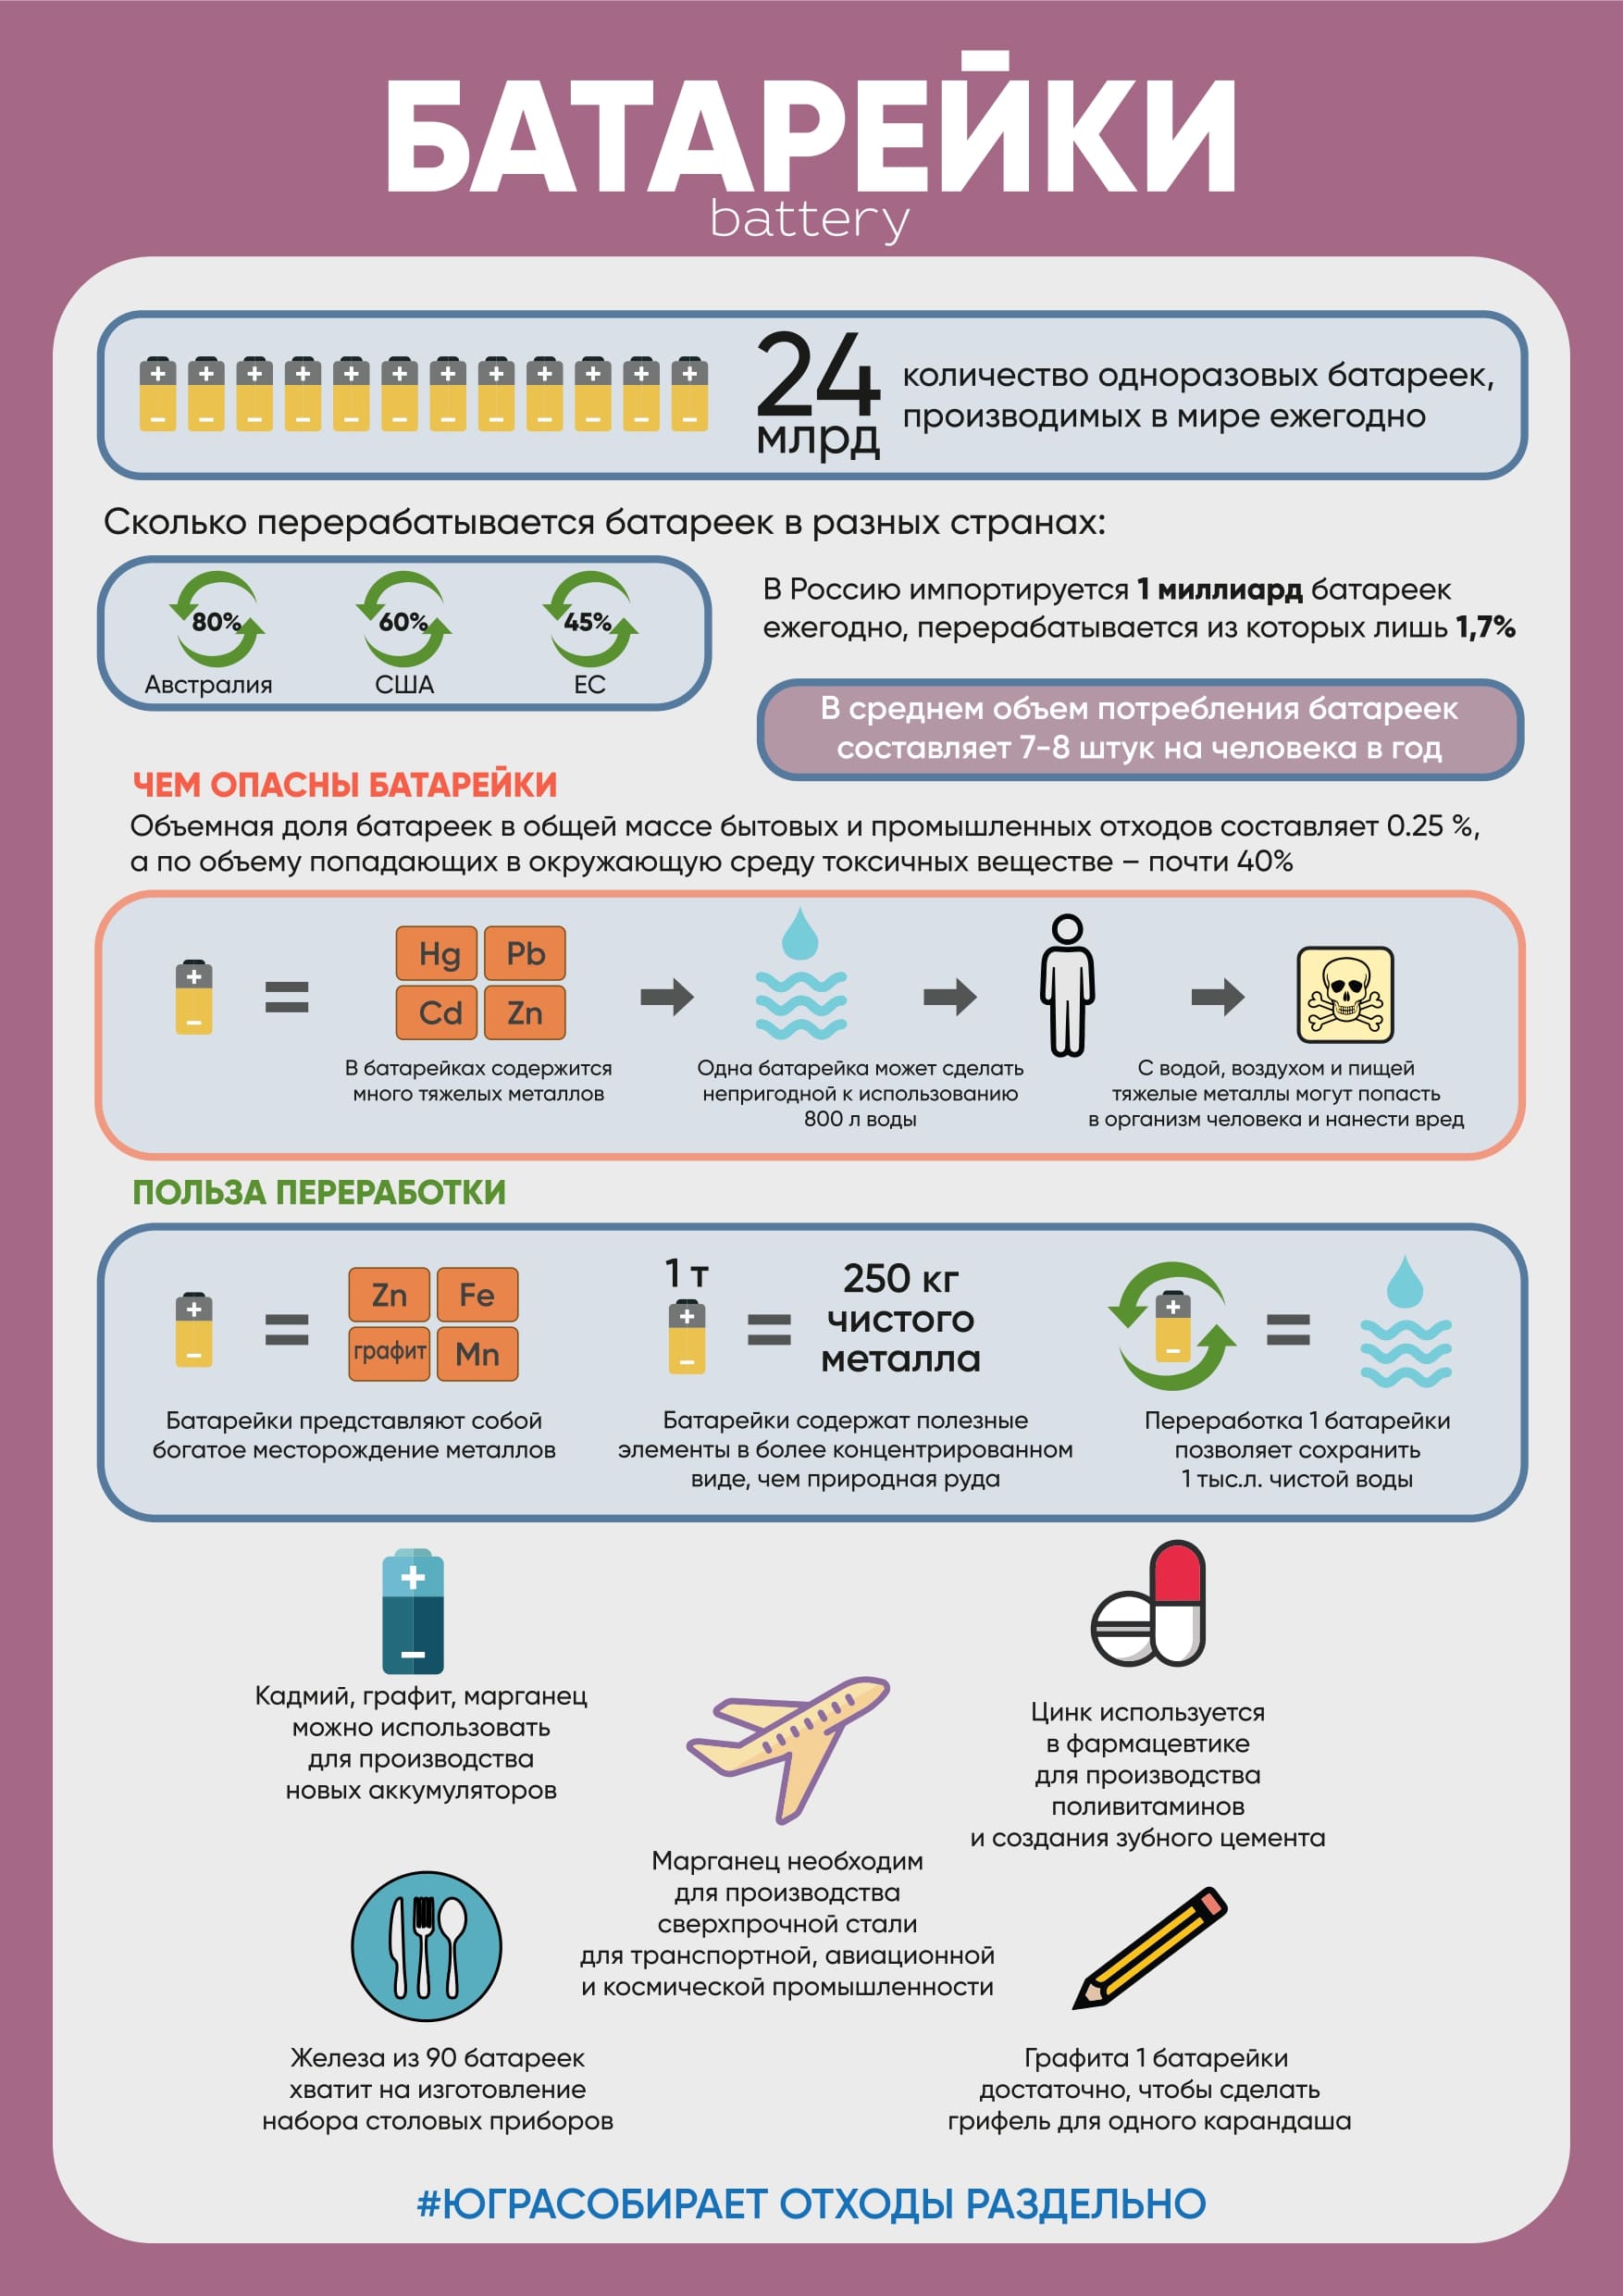 БАТАРЕЙКИ
battery
24
млрд
количество одноразовых батареек,
производимых в мире ежегодно
Сколько перерабатывается батареек в разных странах:
80%
60%
45%
Австралия
США
ЕС
В Россию импортируется 1 миллиард батареек
ежегодно, перерабатывается из которых лишь 1,7%
В среднем объем потребления батареек
составляет 7-8 штук на человека в год
ЧЕМ ОПАСНЫ БАТАРЕЙКИ
Объемная доля батареек в общей массе бытовых и промышленных отходов составляет 0.25 %,
а по объему попадающих в окружающую среду токсичных веществе – почти 40%
Hg Pb
Cd Zn
В батарейках содержится
много тяжелых металлов
Одна батарейка может сделать
непригодной к использованию
800 л воды
С водой, воздухом и пищей
тяжелые металлы могут попасть
в организм человека и нанести вред
ПОЛЬЗА ПЕРЕРАБОТКИ
Zn Fe
графит Mn
Батарейки представляют собой
богатое месторождение металлов
1 т
250 кг
чистого
металла
Батарейки содержат полезные
элементы в более концентрированном
виде, чем природная руда
Переработка 1 батарейки
позволяет сохранить
1 тыс.л. чистой воды
Кадмий, графит, марганец
можно использовать
для производства
новых аккумуляторов
Марганец необходим
для производства
сверхпрочной стали
для транспортной, авиационной
и космической промышленности
Цинк используется
в фармацевтике
для производства
поливитаминов
и создания зубного цемента
Железа из 90 батареек
хватит на изготовление
набора столовых приборов
Графита 1 батарейки
достаточно, чтобы сделать
грифель для одного карандаша
#ЮГРАСОБИРАЕТ ОТХОДЫ РАЗДЕЛЬНО